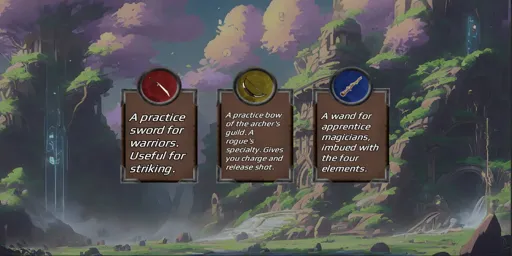 A practice
sword for
warriors.
Useful for
striking.
A practice bow
of the archer's
guild. A
rogue's
specialty. Gives
you charge and
release shot.
A wand for
apprentice
magicians,
imbued with
the four
elements.